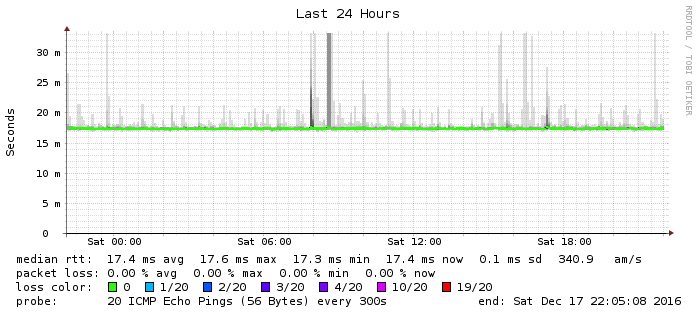 Last 24 Hours
RRDTOOL / TOBI OETIKER
Seconds
30 m
25 m
20 m
15 m
10 m
5 m
0
Sat 00:00 Sat 06:00 Sat 12:00 Sat 18:00
median rtt: 17.4 ms avg 17.6 ms max 17.3 ms min 17.4 ms now 0.1 ms sd 340.9 am/s
packet loss: 0.00 % avg 0.00 % max 0.00 % min 0.00 % now
loss color: 0 1/20 2/20 3/20 4/20 10/20 19/20
probe: 20 ICMP Echo Pings (56 Bytes) every 300s end: Sat Dec 17 22:05:08 2016